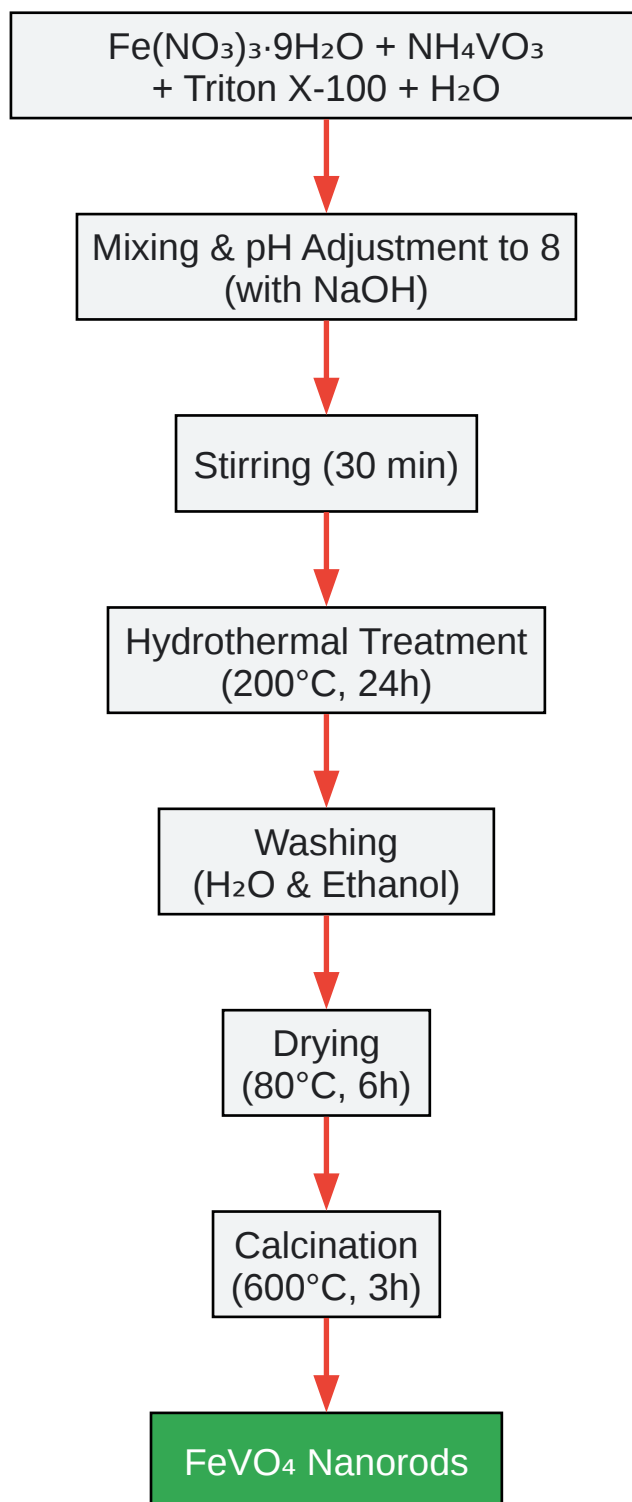 Fe(NO₃)₃·9H₂O + NH₄VO₃
+ Triton X-100 + H₂O
Mixing & pH Adjustment to 8
(with NaOH)
Stirring (30 min)
Hydrothermal Treatment
(200°C, 24h)
Washing
(H₂O & Ethanol)
Drying
(80°C, 6h)
Calcination
(600°C, 3h)
FeVO₄ Nanorods